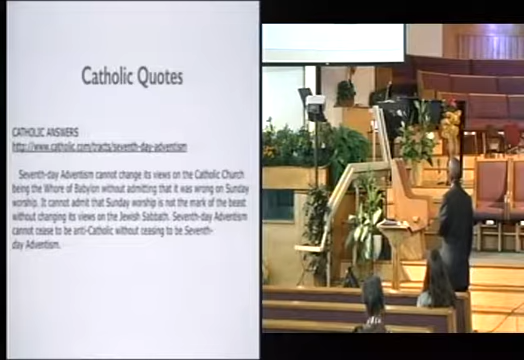 Catholic Quotes
CATHOLIC ANSWERS
http://www.catholic.com/tracts/seventh-day-adventism
Seventh-day Adventism cannot change its views on the Catholic Church
being the Whore of Babylon without admitting that it was wrong on Sunday
worship. It cannot admit that Sunday worship is not the mark of the beast
without changing its views on the Jewish Sabbath. Seventh-day Adventism
cannot cease to be anti-Catholic without ceasing to be Seventh-
day Adventism.